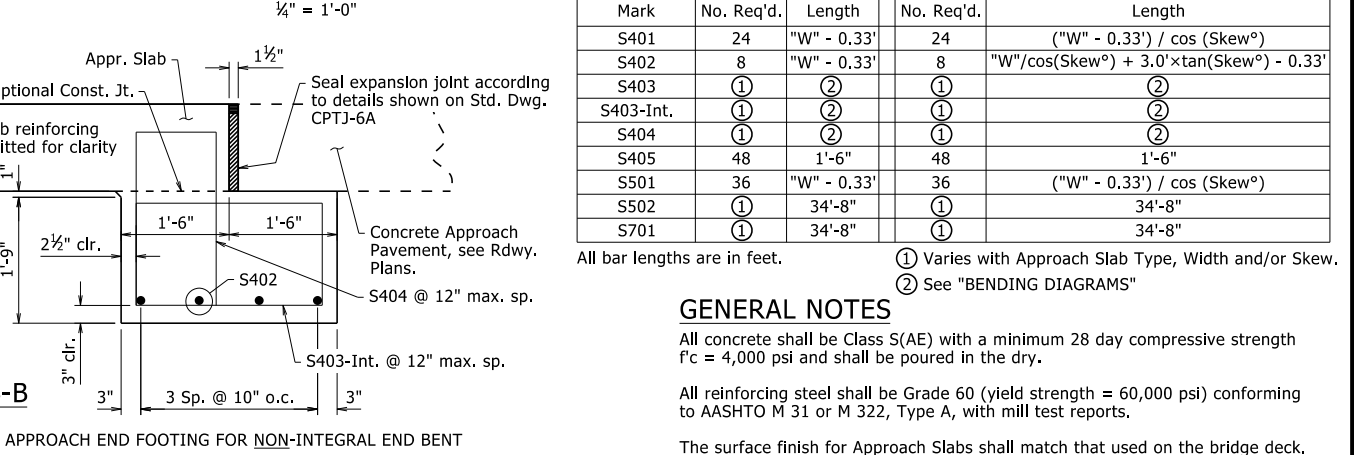 ¼" = 1'-0"
Appr. Slab
1½"
Seal expansion joint according
to details shown on Std. Dwg.
CPTJ-6A
ptional Const. Jt.
b reinforcing
itted for clarity
1"
1'-6"
1'-6"
2½" clr.
1'-9"
Concrete Approach
Pavement, see Rdwy.
Plans.
S402
S404 @ 12" max. sp.
3" clr.
S403-Int. @ 12" max. sp.
-B
3"
3 Sp. @ 10" o.c.
3"
APPROACH END FOOTING FOR NON-INTEGRAL END BENT
Mark No. Req'd. Length No. Req'd. Length
S401 24 "W" - 0.33' 24 ("W" - 0.33') / cos (Skew°)
S402 8 "W" - 0.33' 8 "W"/cos(Skew°) + 3.0'×tan(Skew°) - 0.33'
S403 ① ② ① ②
S403-Int. ① ② ① ②
S404 ① ② ① ②
S405 48 1'-6" 48 1'-6"
S501 36 "W" - 0.33' 36 ("W" - 0.33') / cos (Skew°)
S502 ① 34'-8" ① 34'-8"
S701 ① 34'-8" ① 34'-8"
All bar lengths are in feet.
① Varies with Approach Slab Type, Width and/or Skew.
② See "BENDING DIAGRAMS"
GENERAL NOTES
All concrete shall be Class S(AE) with a minimum 28 day compressive strength
f'c = 4,000 psi and shall be poured in the dry.
All reinforcing steel shall be Grade 60 (yield strength = 60,000 psi) conforming
to AASHTO M 31 or M 322, Type A, with mill test reports.
The surface finish for Approach Slabs shall match that used on the bridge deck.